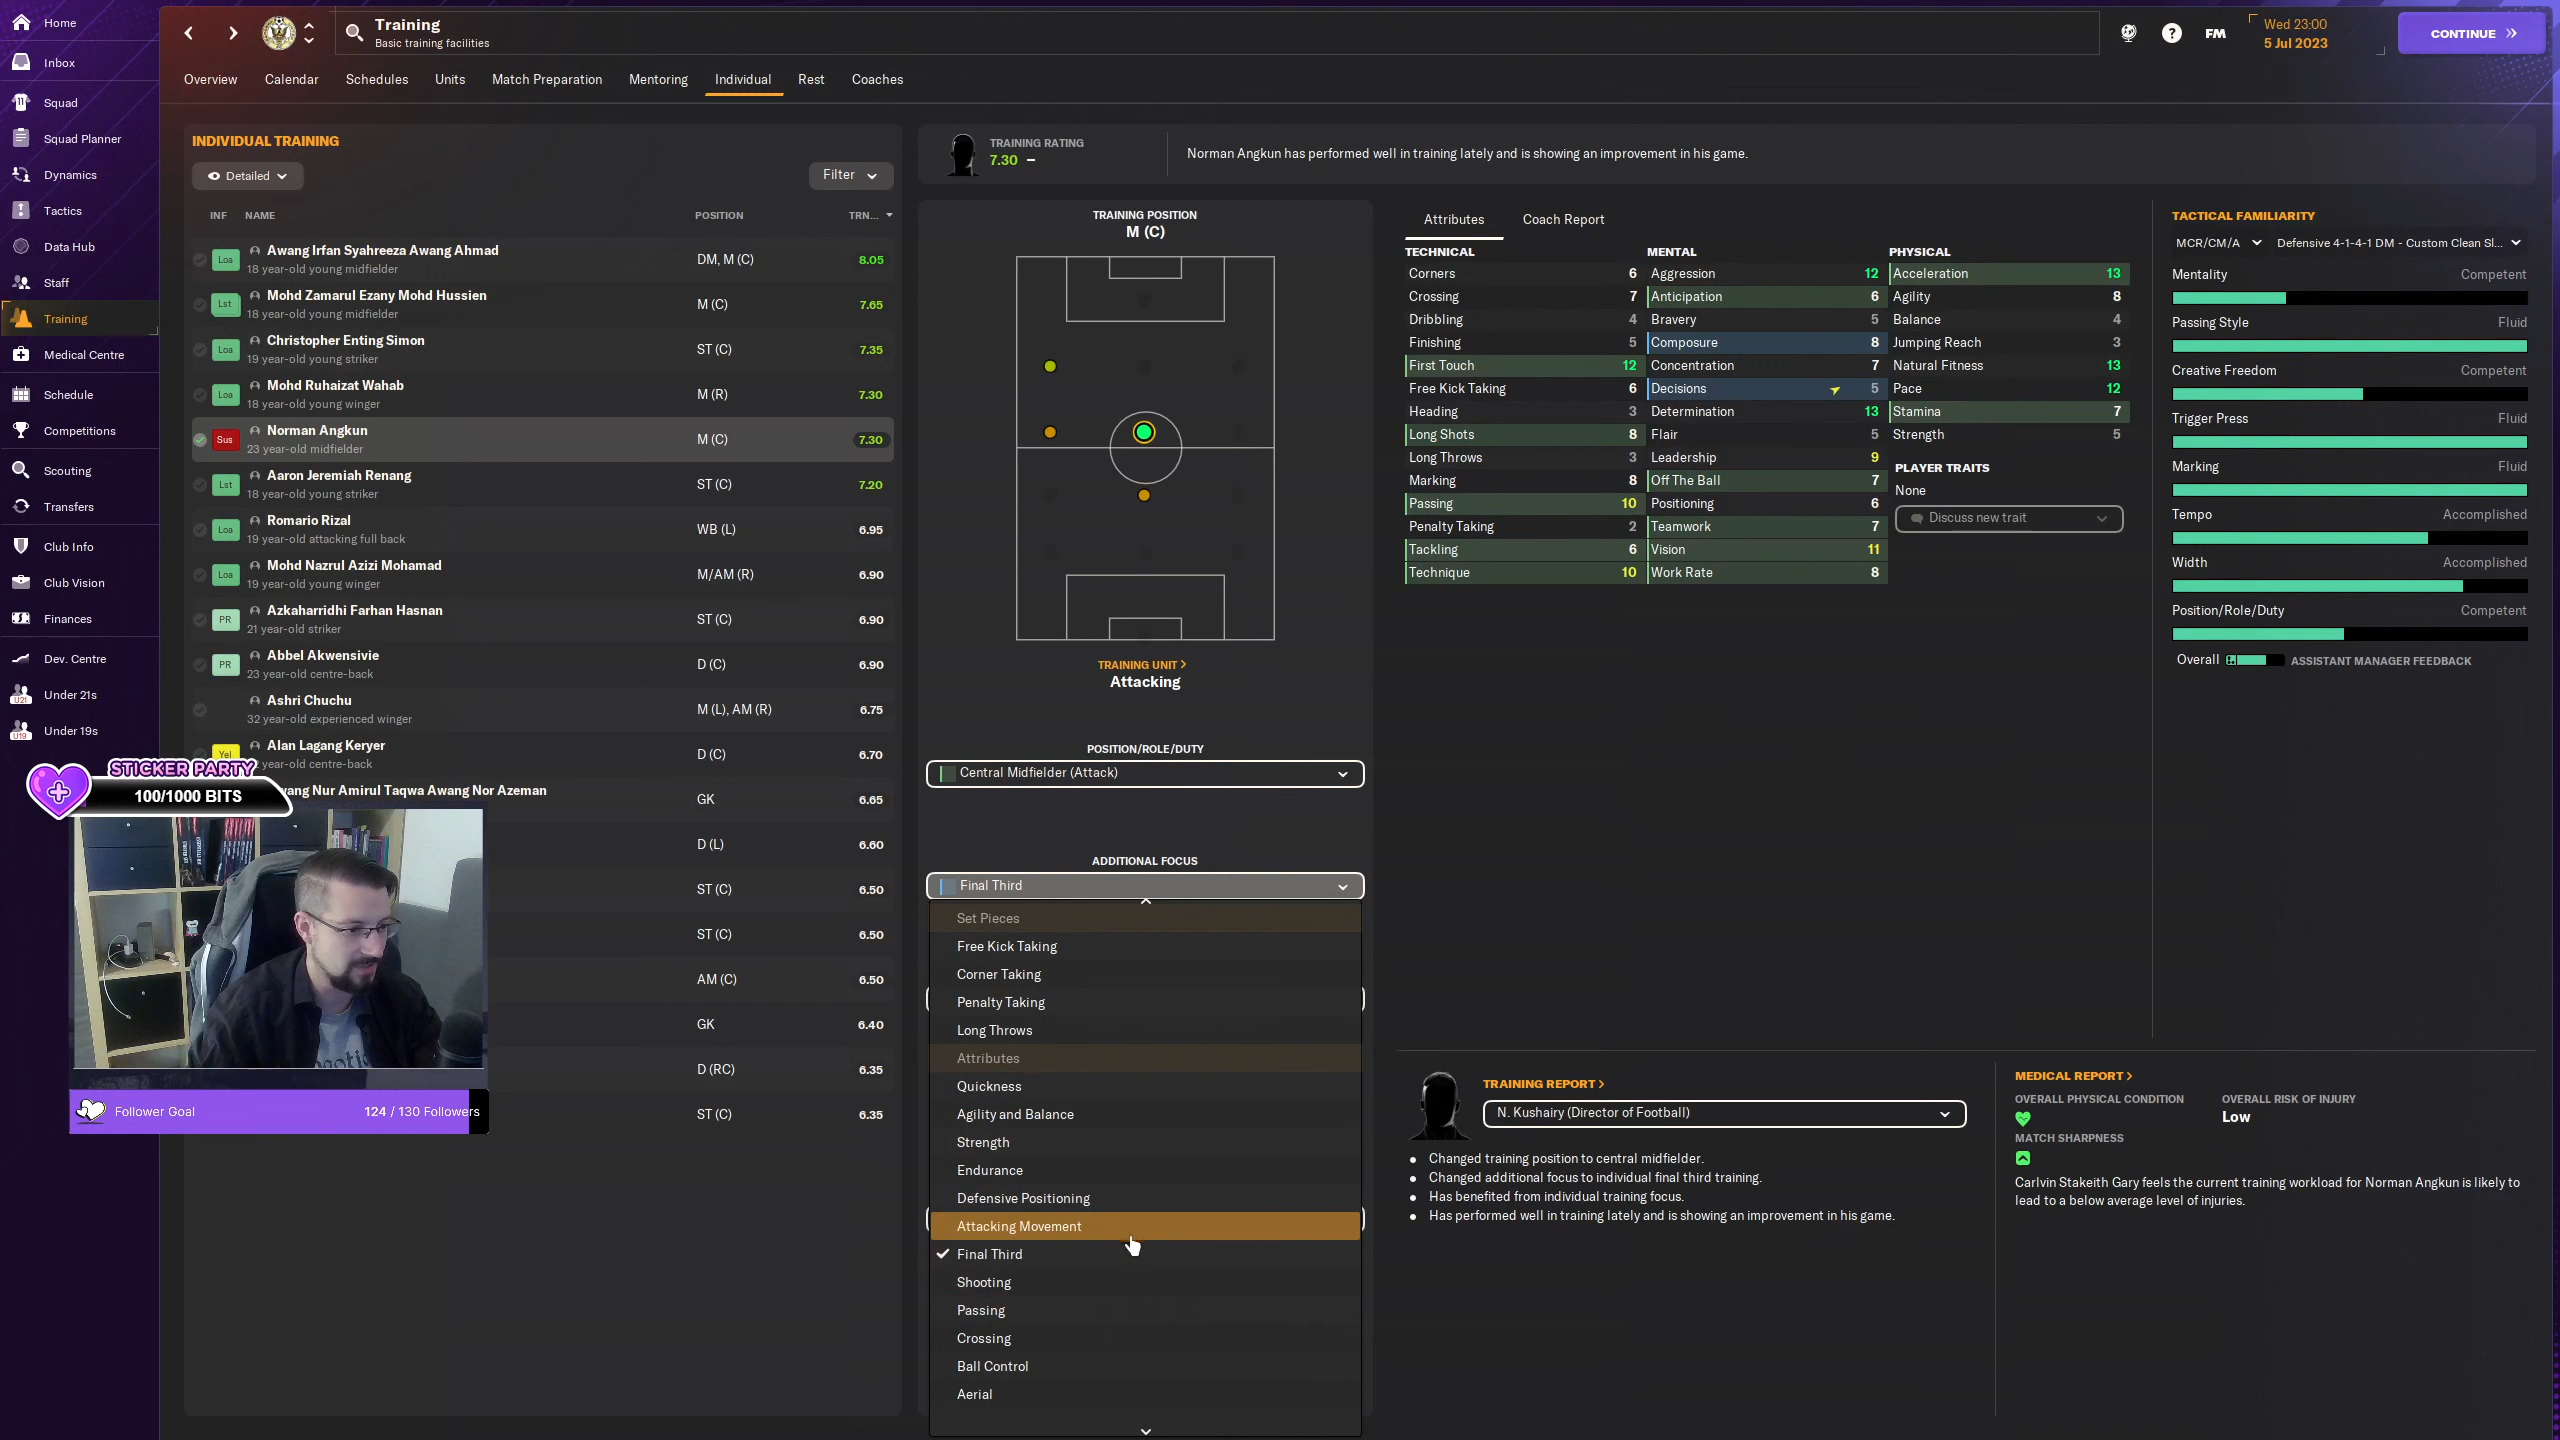 Home
Inbox
Squad
Squad Planner
Dynamics
Tactics
Data Hub
Staff
Training
Medical Centre
Schedule
Competitions
Scouting
Transfers
Club Info
Club Vision
Finances
Dev. Centre
Under 21s
Under 19s
Training
Basic training facilities
FM
Wed 23:00
5 Jul 2023
CONTINUE
Overview Calendar Schedules Units Match Preparation Mentoring Individual Rest Coaches
INDIVIDUAL TRAINING
Detailed
Filter
INF NAME POSITION TRN...
Loa Awang Irfan Syahreeza Awang Ahmad DM, M (C) 8.05
18 year-old young midfielder
Lst Mohd Zamarul Ezany Mohd Hussien M (C) 7.65
18 year-old young midfielder
Loa Christopher Enting Simon ST (C) 7.35
19 year-old young striker
Loa Mohd Ruhaizat Wahab M (R) 7.30
18 year-old young winger
Sus Norman Angkun M (C) 7.30
23 year-old midfielder
Lst Aaron Jeremiah Renang ST (C) 7.20
18 year-old young striker
Loa Romario Rizal WB (L) 6.95
19 year-old attacking full back
Loa Mohd Nazrul Azizi Mohamad M/AM (R) 6.90
19 year-old young winger
PR Azkaharridhi Farhan Hasnan ST (C) 6.90
21 year-old striker
PR Abbel Akwensivie D (C) 6.90
23 year-old centre-back
Ashri Chuchu M (L), AM (R) 6.75
32 year-old experienced winger
Yel Alan Lagang Keryer D (C) 6.70
year-old centre-back
Nur Amirul Taqwa Awang Nor Azeman GK 6.65
D (L) 6.60
ST (C) 6.50
ST (C) 6.50
AM (C) 6.50
GK 6.40
D (RC) 6.35
ST (C) 6.35
STICKER PARTY
100/1000 BITS
Follower Goal 124 / 130 Followers
TRAINING RATING
7.30 –
Norman Angkun has performed well in training lately and is showing an improvement in his game.
TRAINING POSITION
M (C)
TRAINING UNIT >
Attacking
POSITION/ROLE/DUTY
Central Midfielder (Attack)
ADDITIONAL FOCUS
Final Third
Set Pieces
Free Kick Taking
Corner Taking
Penalty Taking
Long Throws
Attributes
Quickness
Agility and Balance
Strength
Endurance
Defensive Positioning
Attacking Movement
Final Third
Shooting
Passing
Crossing
Ball Control
Aerial
Attributes Coach Report
TECHNICAL
Corners 6
Crossing 7
Dribbling 4
Finishing 5
First Touch 12
Free Kick Taking 6
Heading 3
Long Shots 8
Long Throws 3
Marking 8
Passing 10
Penalty Taking 2
Tackling 6
Technique 10
MENTAL
Aggression 12
Anticipation 6
Bravery 5
Composure 8
Concentration 7
Decisions 5
Determination 13
Flair 5
Leadership 9
Off The Ball 7
Positioning 6
Teamwork 7
Vision 11
Work Rate 8
PHYSICAL
Acceleration 13
Agility 8
Balance 4
Jumping Reach 3
Natural Fitness 13
Pace 12
Stamina 7
Strength 5
PLAYER TRAITS
None
Discuss new trait
TACTICAL FAMILIARITY
MCR/CM/A Defensive 4-1-4-1 DM - Custom Clean Sl...
Mentality Competent
Passing Style Fluid
Creative Freedom Competent
Trigger Press Fluid
Marking Fluid
Tempo Accomplished
Width Accomplished
Position/Role/Duty Competent
Overall ASSISTANT MANAGER FEEDBACK
TRAINING REPORT >
N. Kushairy (Director of Football)
Changed training position to central midfielder.
Changed additional focus to individual final third training.
Has benefited from individual training focus.
Has performed well in training lately and is showing an improvement in his game.
MEDICAL REPORT >
OVERALL PHYSICAL CONDITION OVERALL RISK OF INJURY
Low
MATCH SHARPNESS
Carlvin Stakeith Gary feels the current training workload for Norman Angkun is likely to
lead to a below average level of injuries.